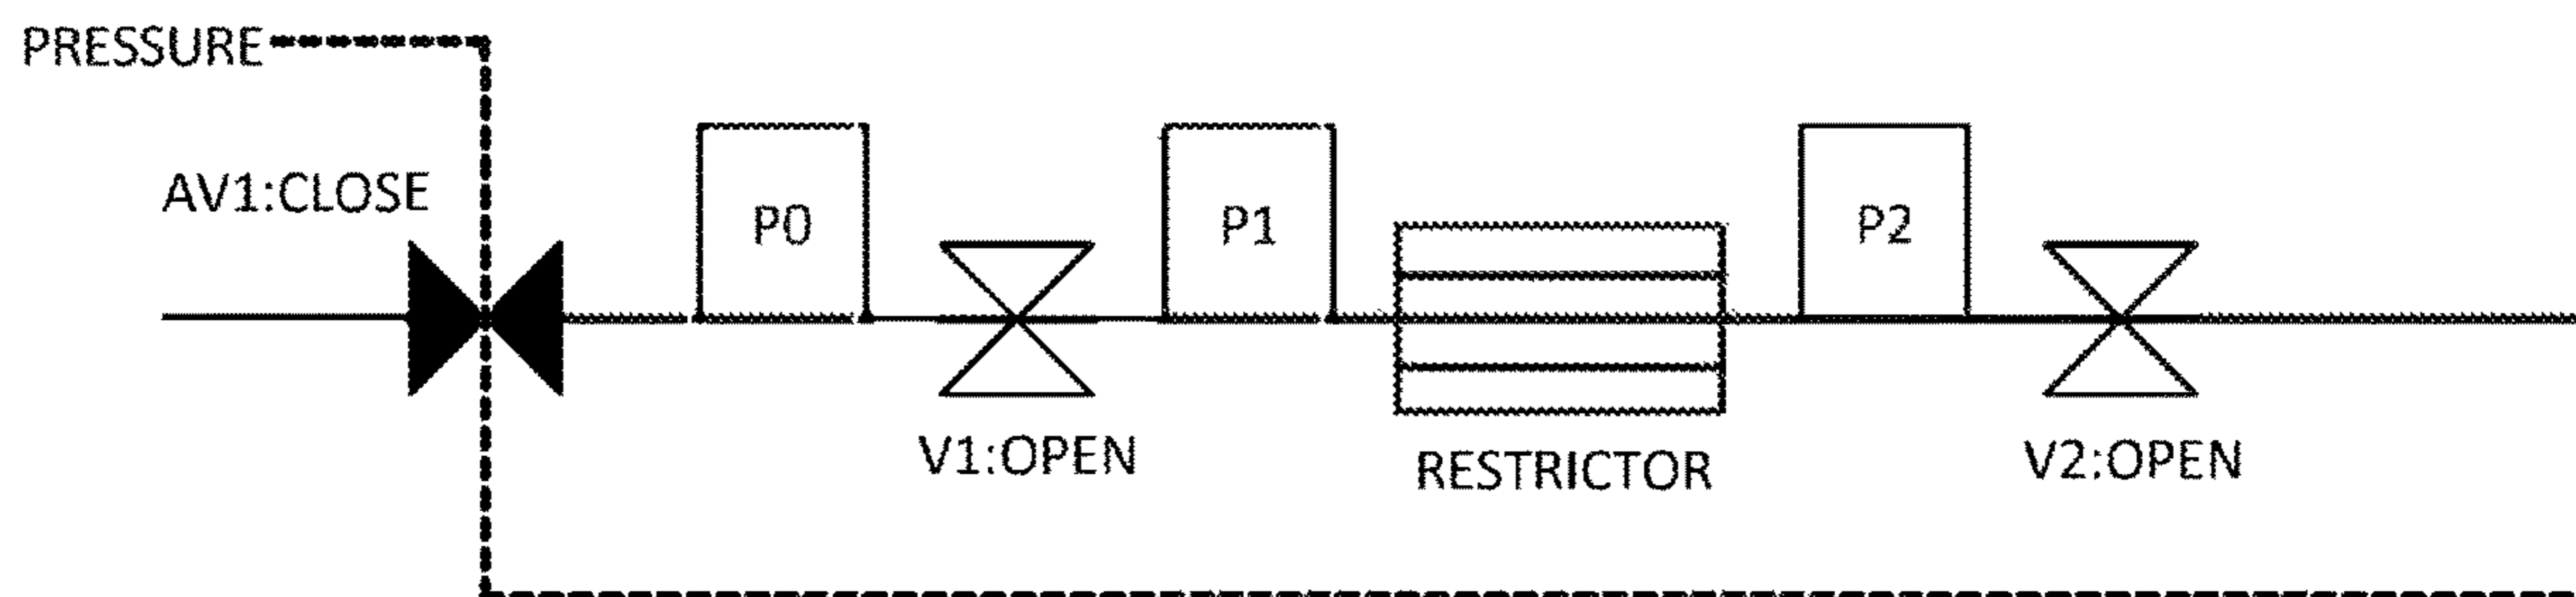 PRESSURE
AV1:CLOSE
P0
P1
P2
V1:OPEN
RESTRICTOR
V2:OPEN